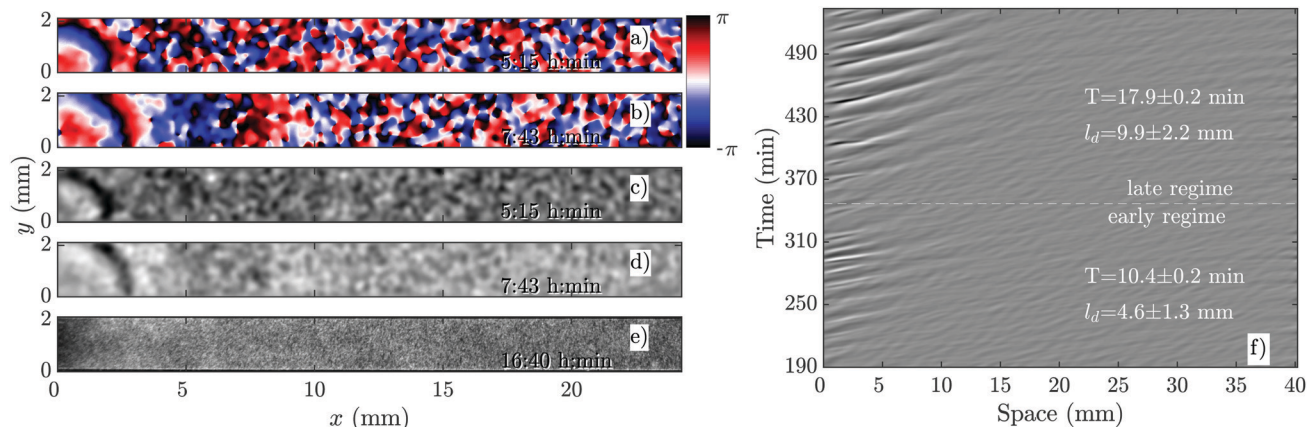 2
0
a)
5:15 h:min
π
-π
2
0
b)
7:43 h:min
2
0
c)
5:15 h:min
2
0
d)
7:43 h:min
2
0
e)
16:40 h:min
0
5
10
15
20
x (mm)
y (mm)
490
430
370
310
250
190
Time (min)
T=17.9±0.2 min
l_d=9.9±2.2 mm
late regime
early regime
T=10.4±0.2 min
l_d=4.6±1.3 mm
f)
0
5
10
15
20
25
30
35
40
Space (mm)